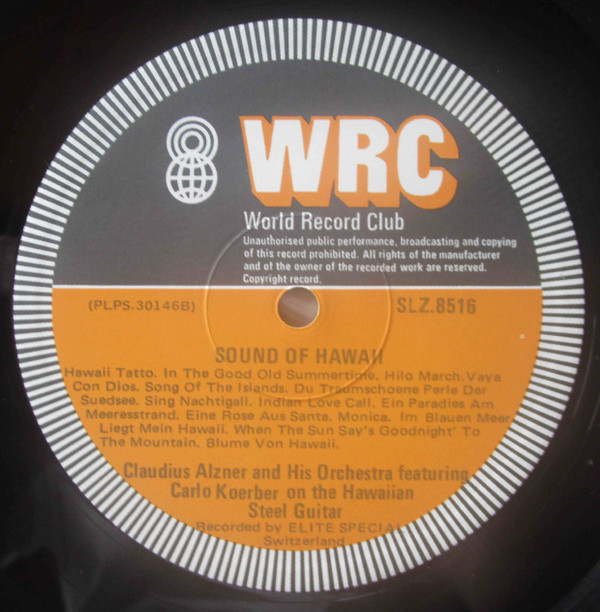 WRC
World Record Club
Unauthorised public performance, broadcasting and copying
of this record prohibited. All rights of the manufacturer
and of the owner of the recorded work are reserved.
Copyright record.
(PLPS.30146B) SLZ.8516
SOUND OF HAWAII
Hawaii Tatto. In The Good Old Summertime. Hilo March. Vaya
Con Dios. Song Of The Islands. Du Traumschoene Perle Der
Suedsee. Sing Nachtigall. Indian Love Call. Ein Paradies Am
Meeresstrand. Eine Rose Aus Santa. Monica. Im Blauen Meer
Liegt Mein Hawaii. When The Sun Say's Goodnight' To
The Mountain. Blume Von Hawaii.
Claudius Alzner and His Orchestra featuring
Carlo Koerber on the Hawaiian
Steel Guitar
Recorded by ELITE SPECIAL
Switzerland